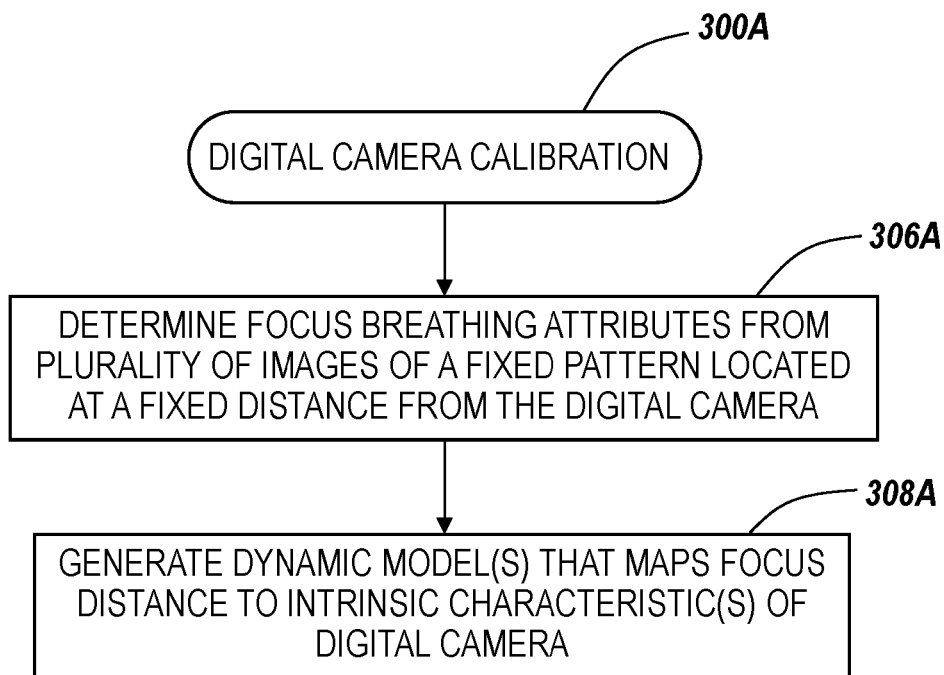 300A
DIGITAL CAMERA CALIBRATION
306A
DETERMINE FOCUS BREATHING ATTRIBUTES FROM
PLURALITY OF IMAGES OF A FIXED PATTERN LOCATED
AT A FIXED DISTANCE FROM THE DIGITAL CAMERA
308A
GENERATE DYNAMIC MODEL(S) THAT MAPS FOCUS
DISTANCE TO INTRINSIC CHARACTERISTIC(S) OF
DIGITAL CAMERA